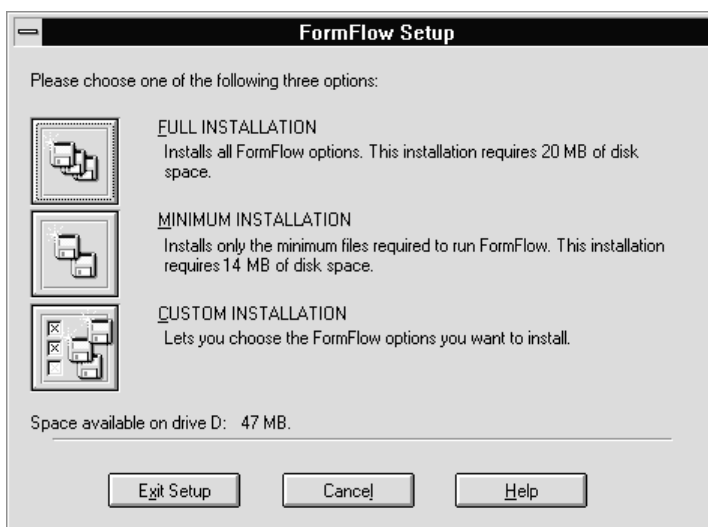 FormFlow Setup
Please choose one of the following three options:
FULL INSTALLATION
Installs all FormFlow options. This installation requires 20 MB of disk
space.
MINIMUM INSTALLATION
Installs only the minimum files required to run FormFlow. This installation
requires 14 MB of disk space.
CUSTOM INSTALLATION
Lets you choose the FormFlow options you want to install.
Space available on drive D: 47 MB.
Exit Setup Cancel Help